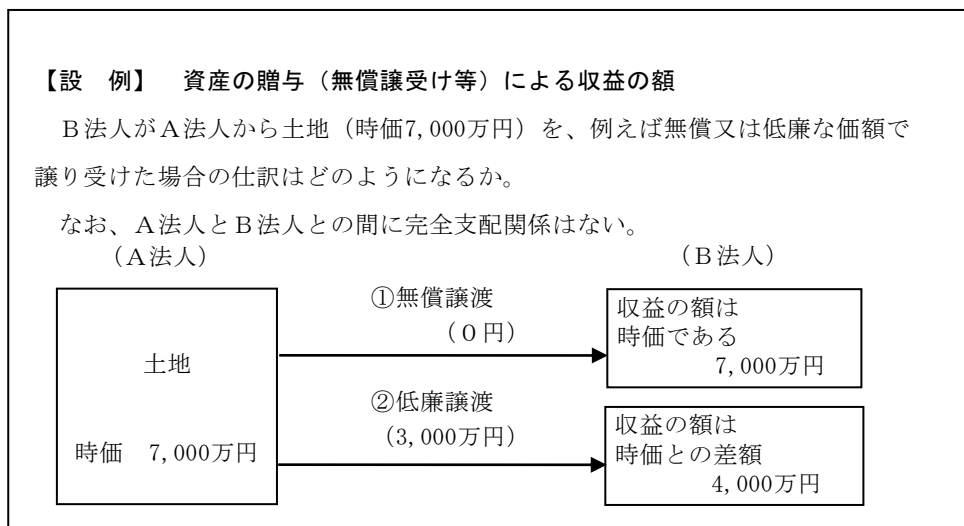 【設　例】　資産の贈与（無償譲受け等）による収益の額
Ｂ法人がＡ法人から土地（時価7,000万円）を、例えば無償又は低廉な価額で
譲り受けた場合の仕訳はどのようになるか。
なお、Ａ法人とＢ法人との間に完全支配関係はない。
（Ａ法人）
（Ｂ法人）
①無償譲渡
（０円）
収益の額は
時価である
7,000万円
土地
②低廉譲渡
（3,000万円）
時価　7,000万円
収益の額は
時価との差額
4,000万円